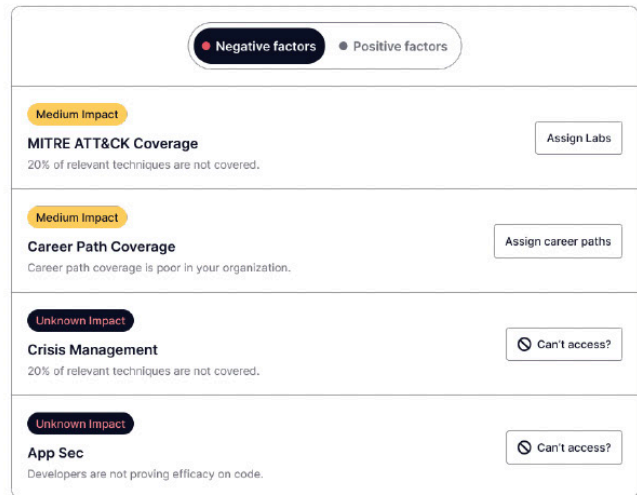 Negative factors
Positive factors
Medium Impact
MITRE ATT&CK Coverage
20% of relevant techniques are not covered.
Assign Labs
Medium Impact
Career Path Coverage
Career path coverage is poor in your organization.
Assign career paths
Unknown Impact
Crisis Management
20% of relevant techniques are not covered.
Can't access?
Unknown Impact
App Sec
Developers are not proving efficacy on code.
Can't access?